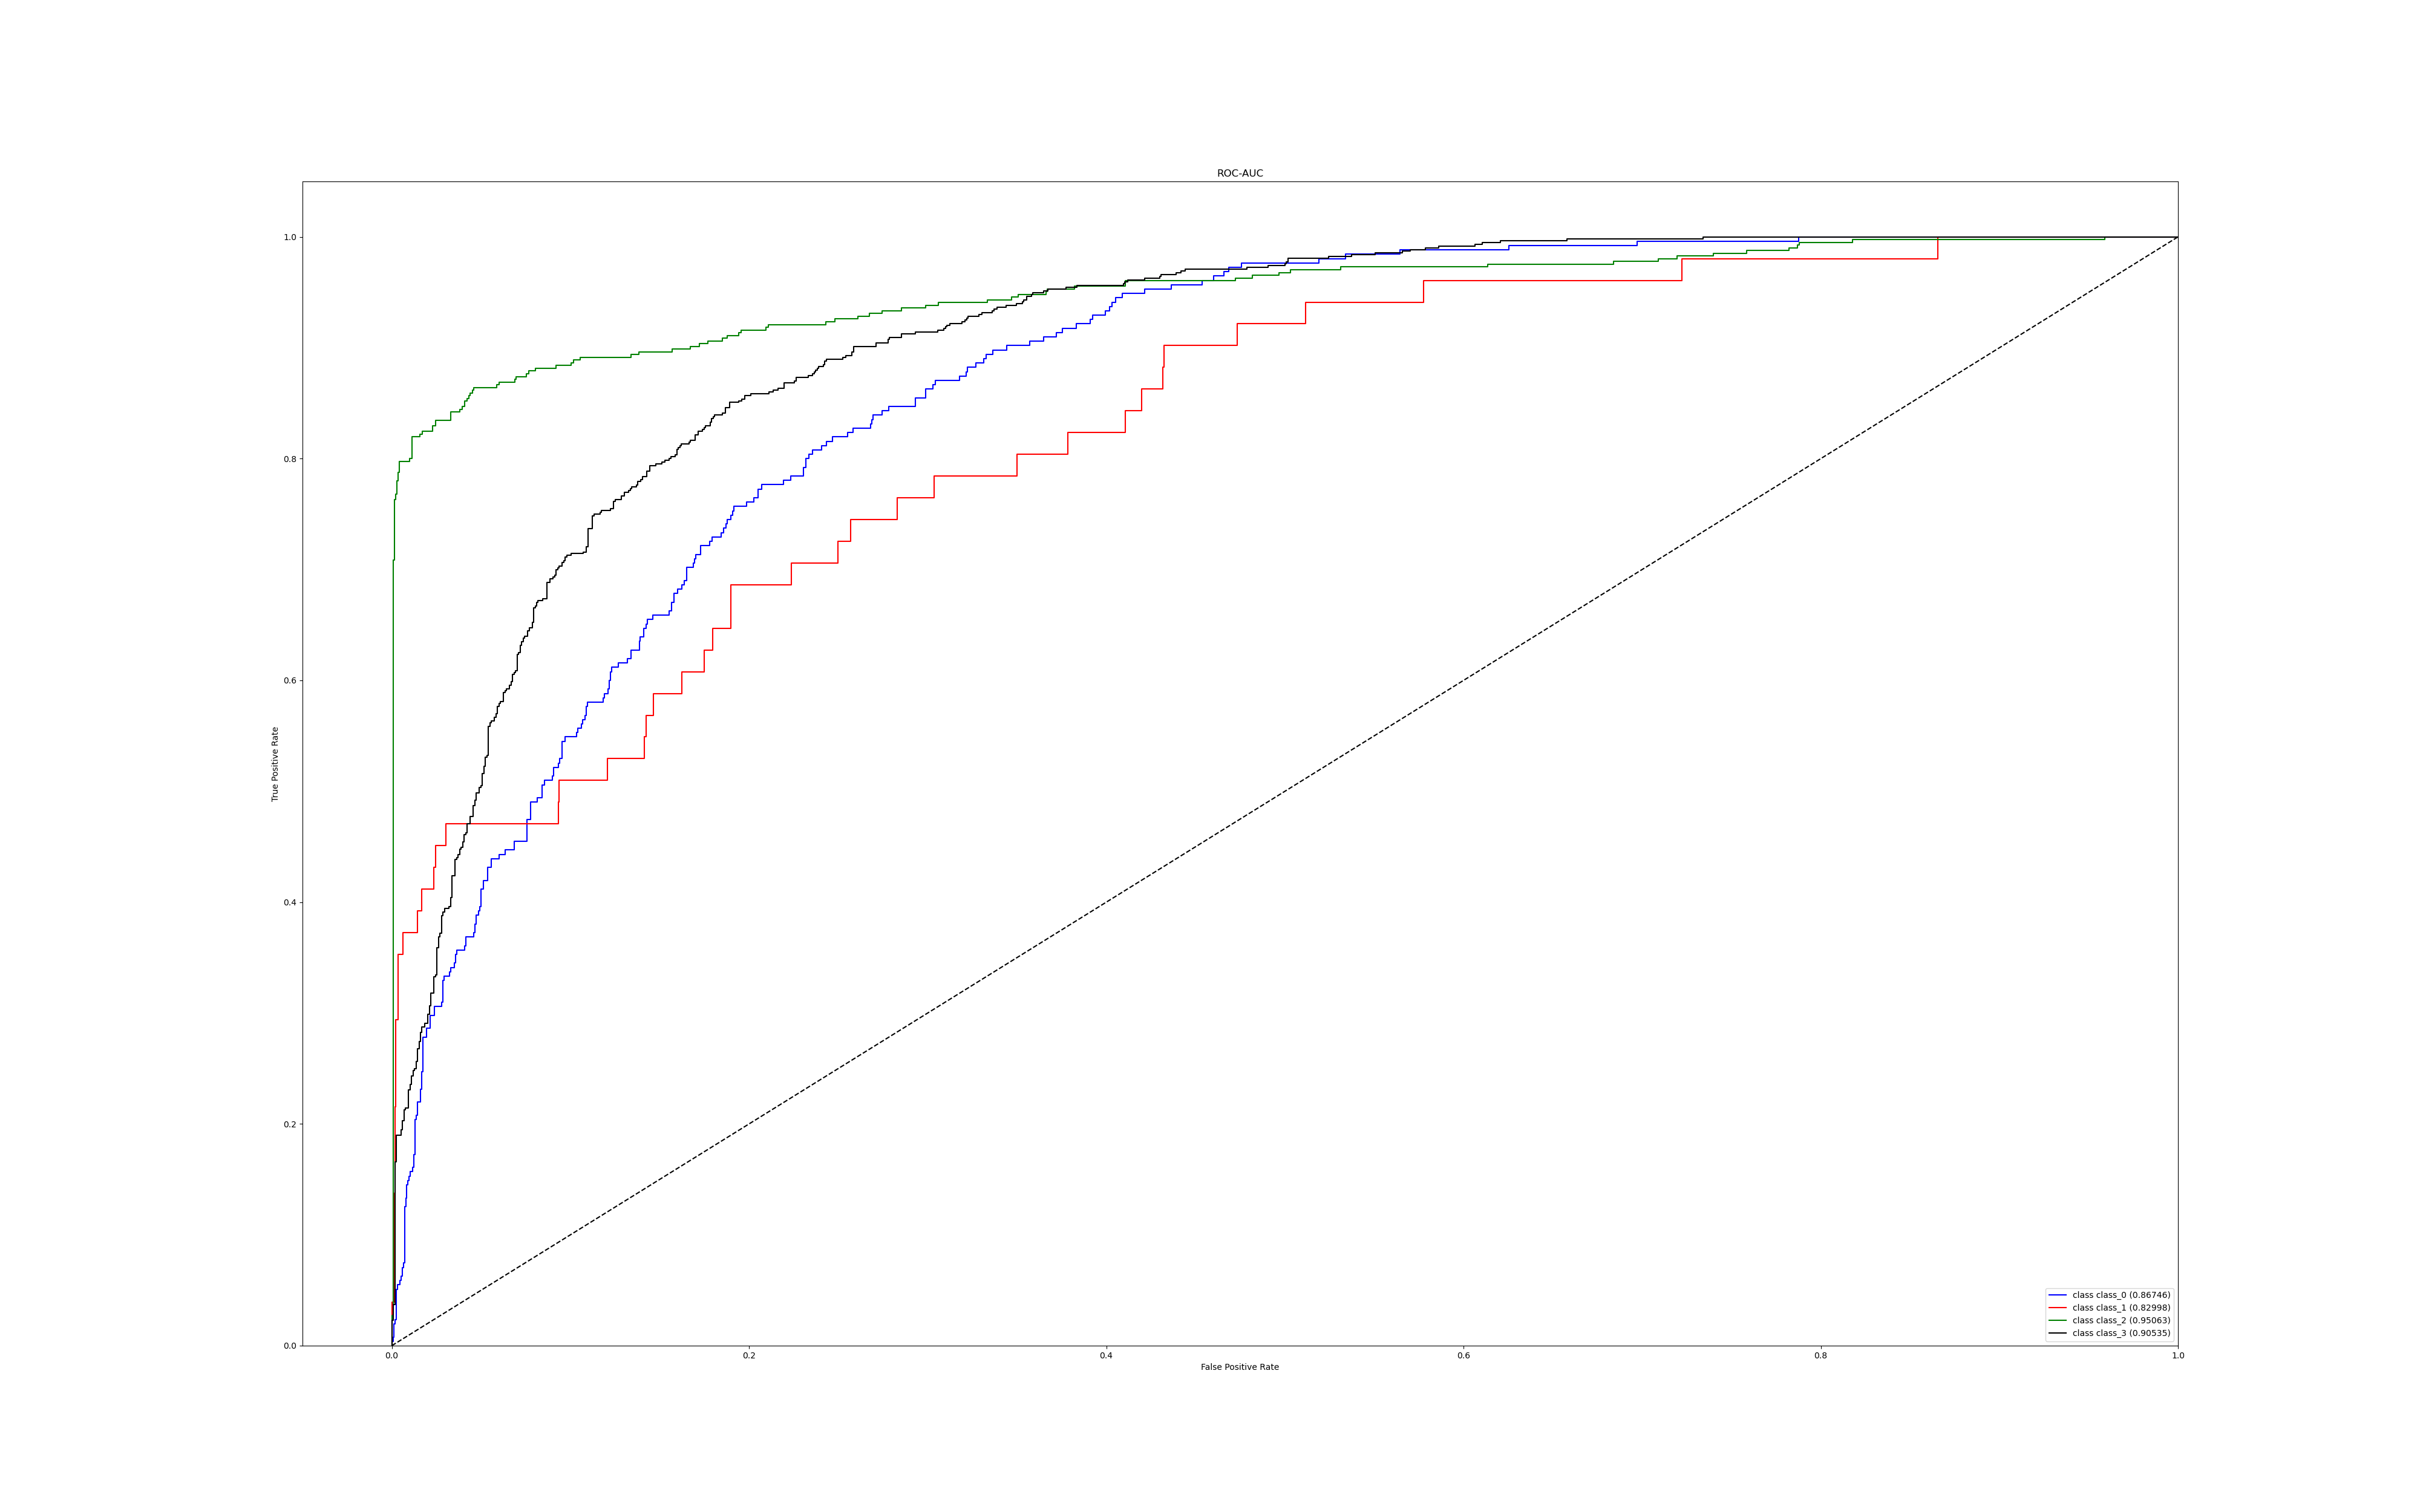 ROC-AUC
1.0
0.8
0.6
0.4
0.2
0.0
True Positive Rate
0.0
0.2
0.4
0.6
0.8
1.0
False Positive Rate
class class_0 (0.86746)
class class_1 (0.82998)
class class_2 (0.95063)
class class_3 (0.90535)